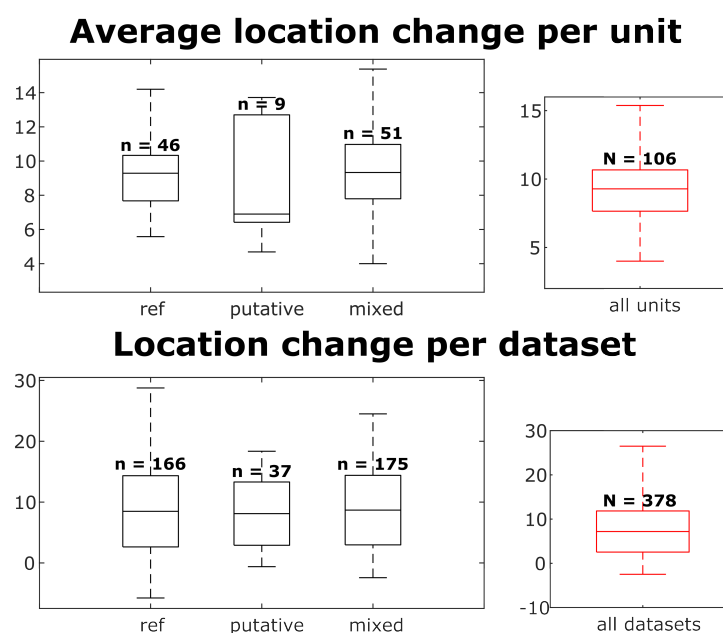 Average location change per unit
14
12
10
8
6
4
n = 46
n = 9
n = 51
ref putative mixed
15
10
5
N = 106
all units
Location change per dataset
30
20
10
0
n = 166
n = 37
n = 175
ref putative mixed
30
20
10
0
-10
N = 378
all datasets